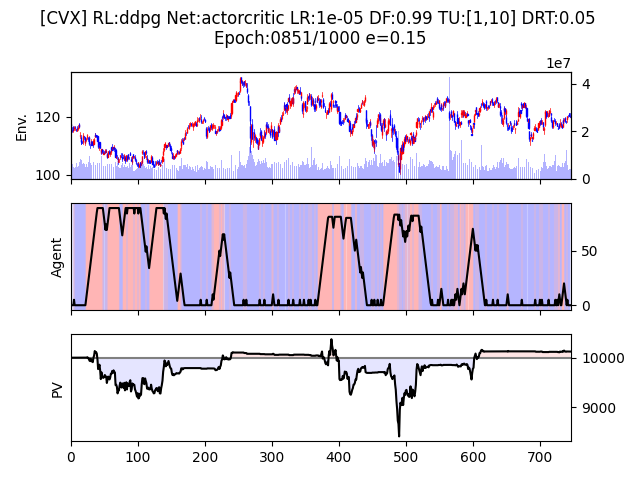 [CVX] RL:ddpg Net:actorcritic LR:1e-05 DF:0.99 TU:[1,10] DRT:0.05
Epoch:0851/1000 e=0.15
1e7
Env.
120
100
4
2
0
Agent
50
0
PV
10000
9000
0 100 200 300 400 500 600 700